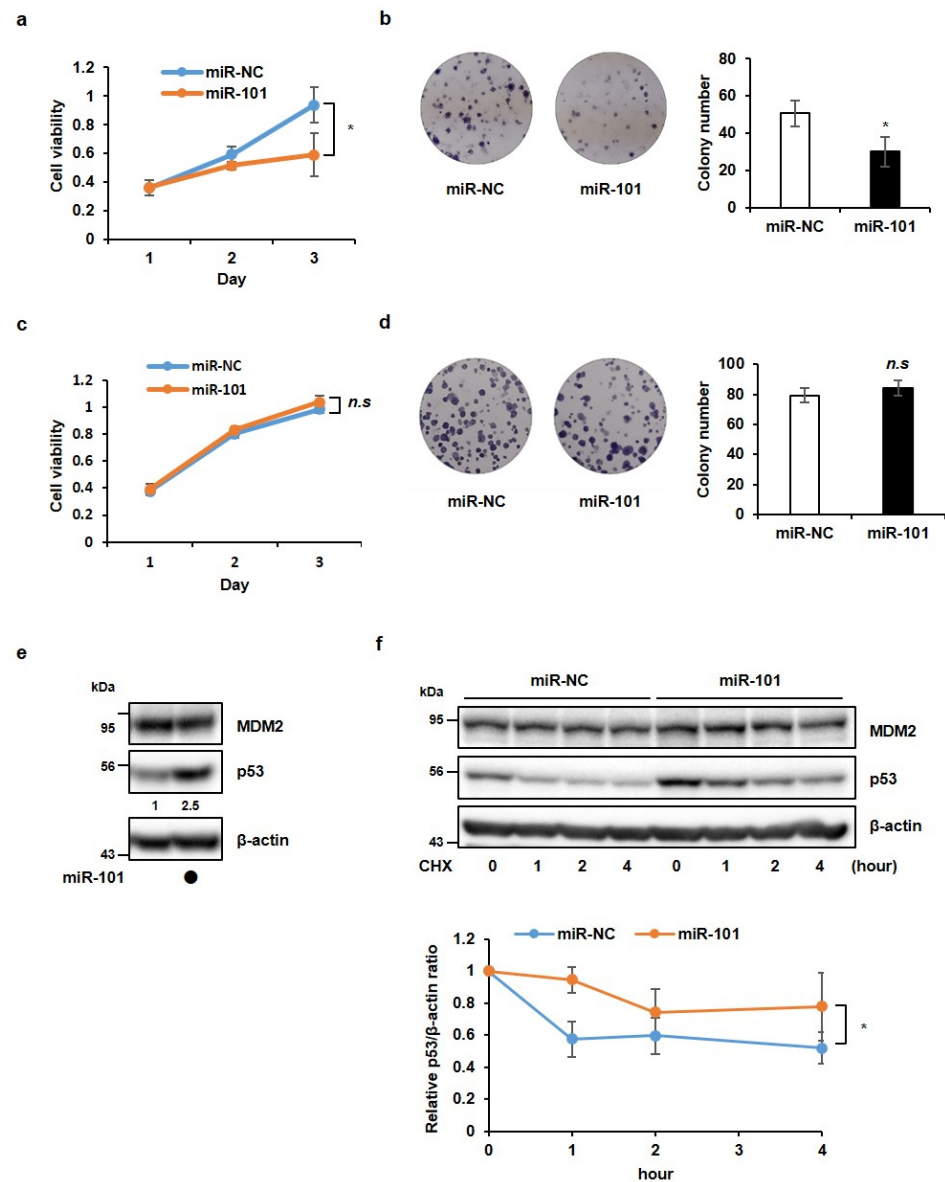 a
miR-NC
miR-101
Cell viability
1.2
1
0.8
0.6
0.4
0.2
0
*
1 2 3
Day
b
miR-NC miR-101
Colony number
80
60
40
20
0
*
miR-NC miR-101
c
miR-NC
miR-101
Cell viability
1.2
1
0.8
0.6
0.4
0.2
0
n.s
1 2 3
Day
d
miR-NC miR-101
Colony number
100
80
60
40
20
0
n.s
miR-NC miR-101
e
kDa
95
MDM2
56
p53
1 2.5
β-actin
43
miR-101 ●
f
miR-NC miR-101
kDa
95
MDM2
56
p53
β-actin
43
CHX 0 1 2 4 0 1 2 4 (hour)
miR-NC miR-101
Relative p53/β-actin ratio
1.2
1
0.8
0.6
0.4
0.2
0
*
0 1 2 3 4
hour